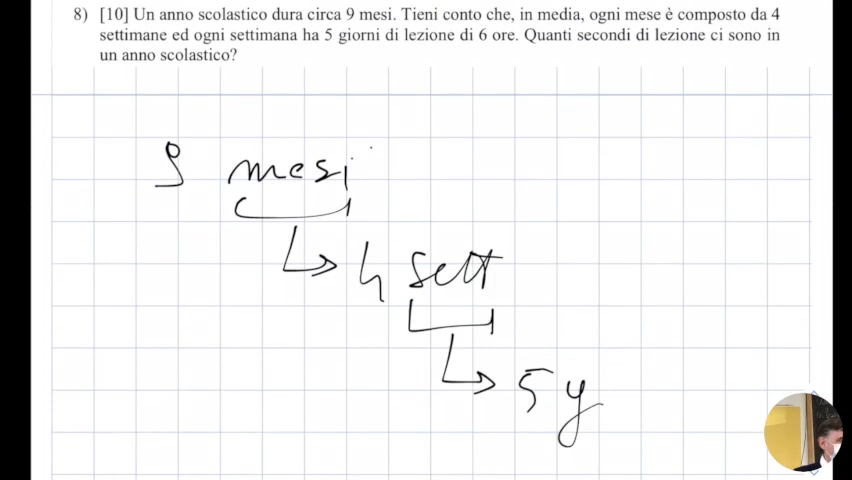 8) [10] Un anno scolastico dura circa 9 mesi. Tieni conto che, in media, ogni mese è composto da 4
settimane ed ogni settimana ha 5 giorni di lezione di 6 ore. Quanti secondi di lezione ci sono in
un anno scolastico?
9 mesi
4 sett
5 g